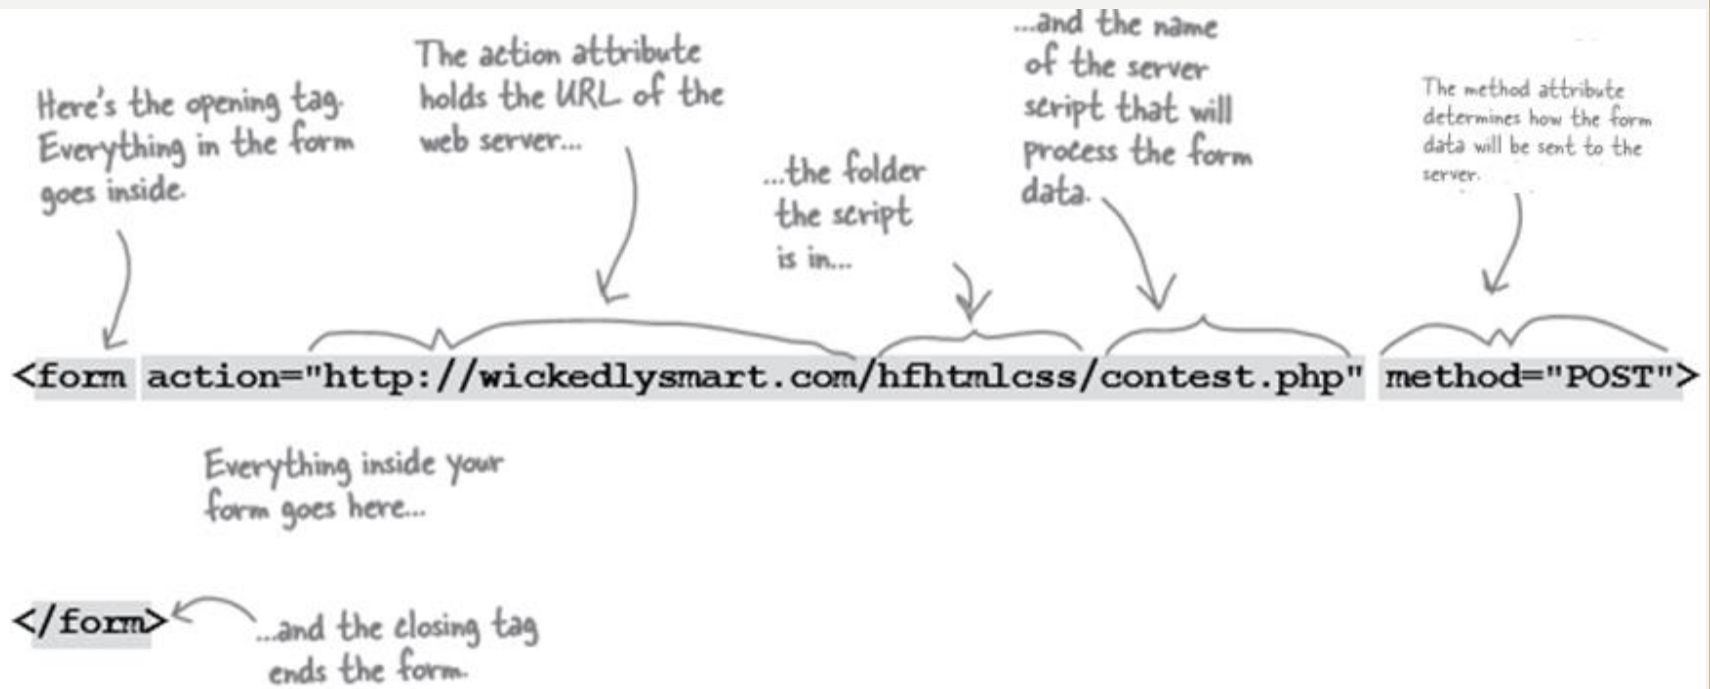 Here's the opening tag.
Everything in the form
goes inside.
The action attribute
holds the URL of the
web server...
...the folder
the script
is in...
...and the name
of the server
script that will
process the form
data.
The method attribute
determines how the form
data will be sent to the
server.
<form action="http://wickedlysmart.com/hfhtmlcss/contest.php" method="POST">
Everything inside your
form goes here...
</form>
...and the closing tag
ends the form.